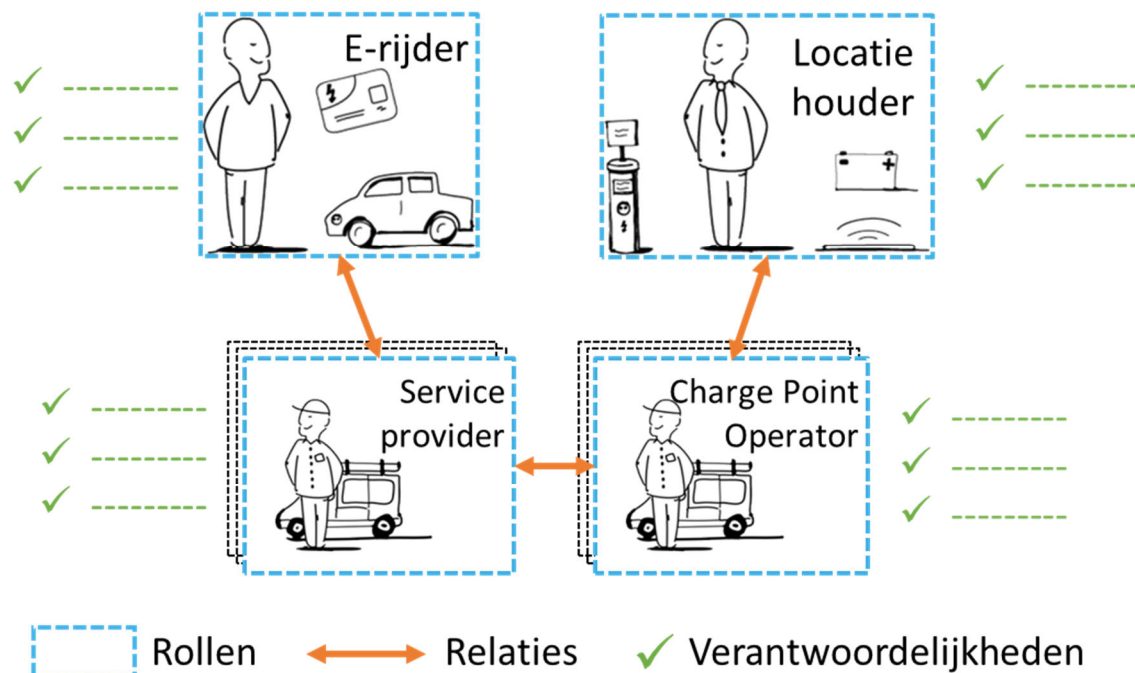 E-rijder
Locatie
houder
Service
provider
Charge Point
Operator
Rollen
Relaties
Verantwoordelijkheden